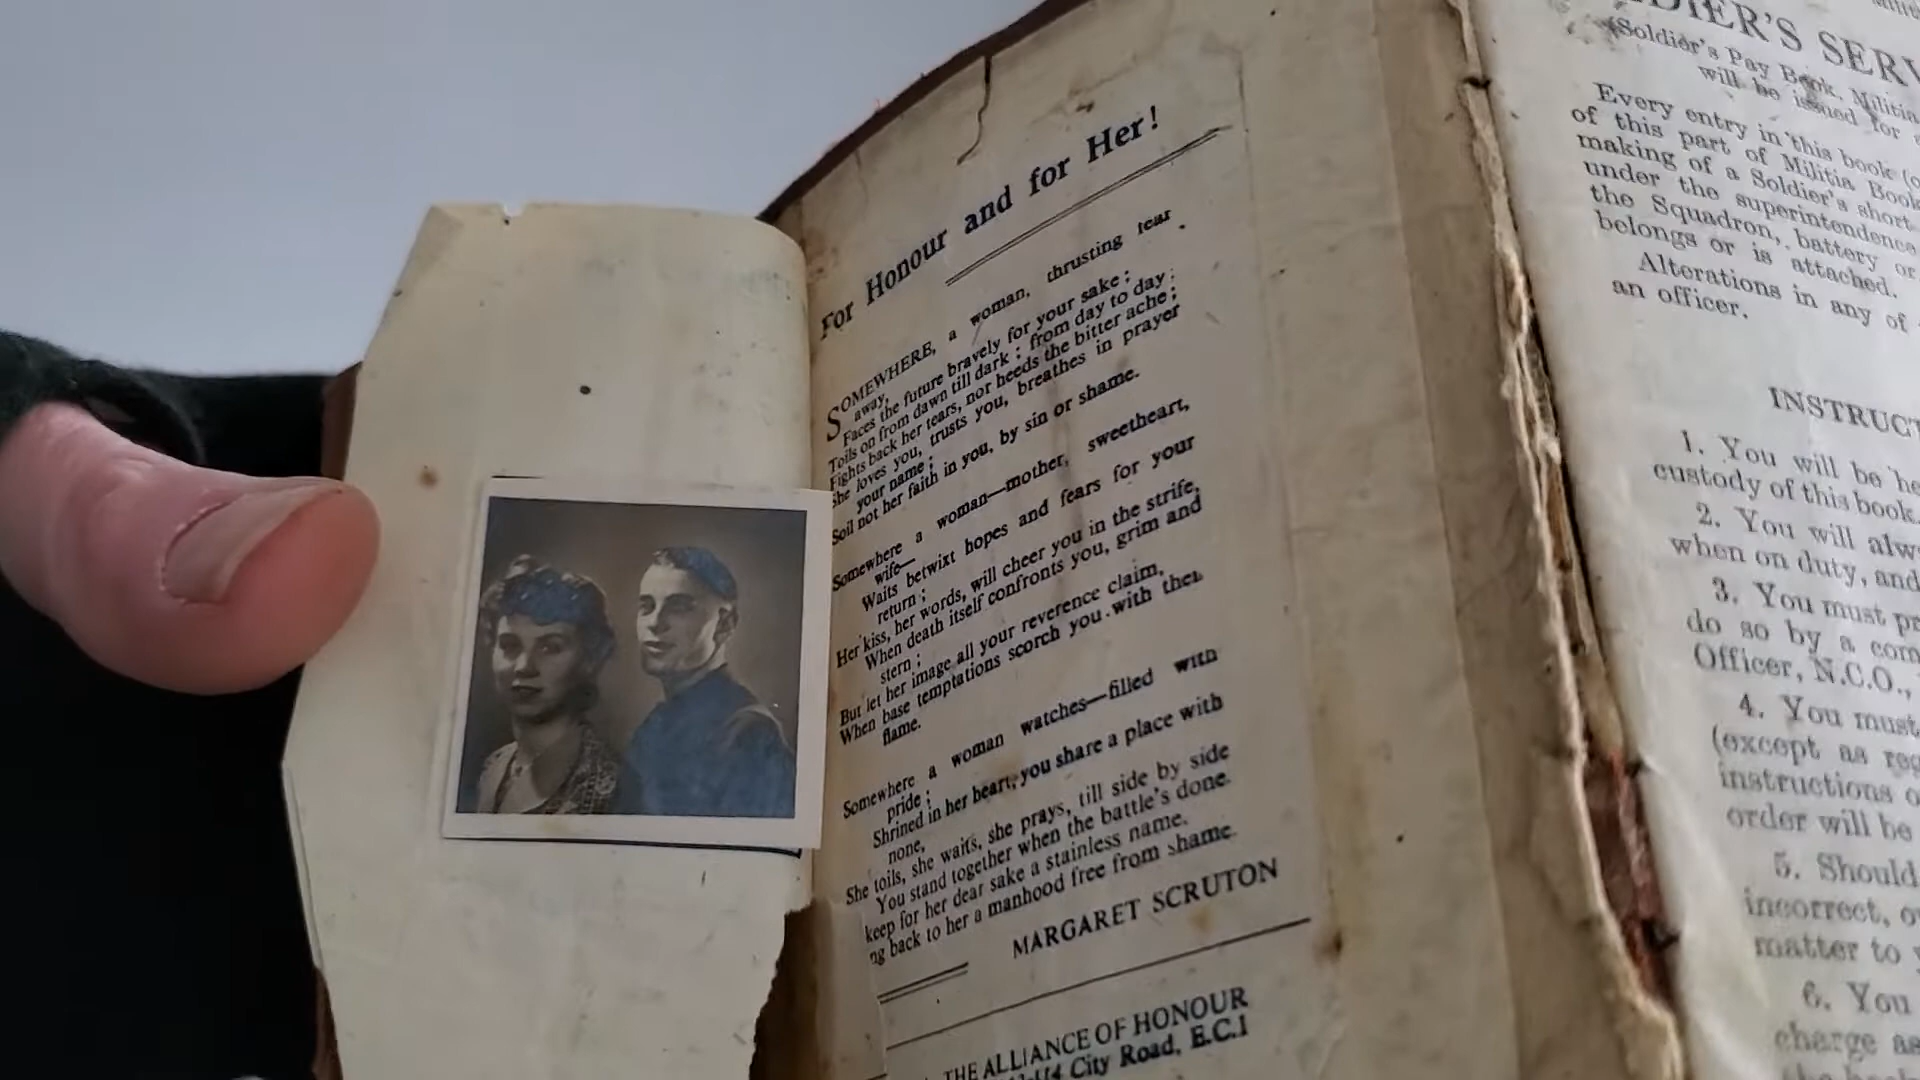 For Honour and for Her!
SOMEWHERE, a woman, thrusting tear
away,
Faces the future bravely for your sake;
Toils on from dawn till dark; from day to day;
Fights back her tears, nor heeds the bitter ache;
She loves you, trusts you, breathes in prayer
your name;
Soil not her faith in you, by sin or shame.
Somewhere a woman—mother, sweetheart,
wife—
Waits betwixt hopes and fears for your
return;
Her kiss, her words, will cheer you in the strife,
When death itself confronts you, grim and
stern;
But let her image all your reverence claim,
When base temptations scorch you with their
flame.
Somewhere a woman watches—filled with
pride;
Shrined in her heart, you share a place with
none,
She toils, she waits, she prays, till side by side
You stand together when the battle's done.
keep for her dear sake a stainless name,
ng back to her a manhood free from shame.
MARGARET SCRUTON
THE ALLIANCE OF HONOUR
City Road, E.C.1
DIER'S SERV
(Soldier's Pay Book, Militia
will be issued for
Every entry in this book (o
of this part of Militia Book
making of a Soldier's short
under the superintendence
the Squadron, battery or
belongs or is attached.
Alterations in any of
an officer.
INSTRUCT
1. You will be he
custody of this book.
2. You will alwa
when on duty, and
3. You must pr
do so by a com
Officer, N.C.O.,
4. You must
(except as reg
instructions o
order will be
5. Should
incorrect, o
matter to y
6. You
charge as